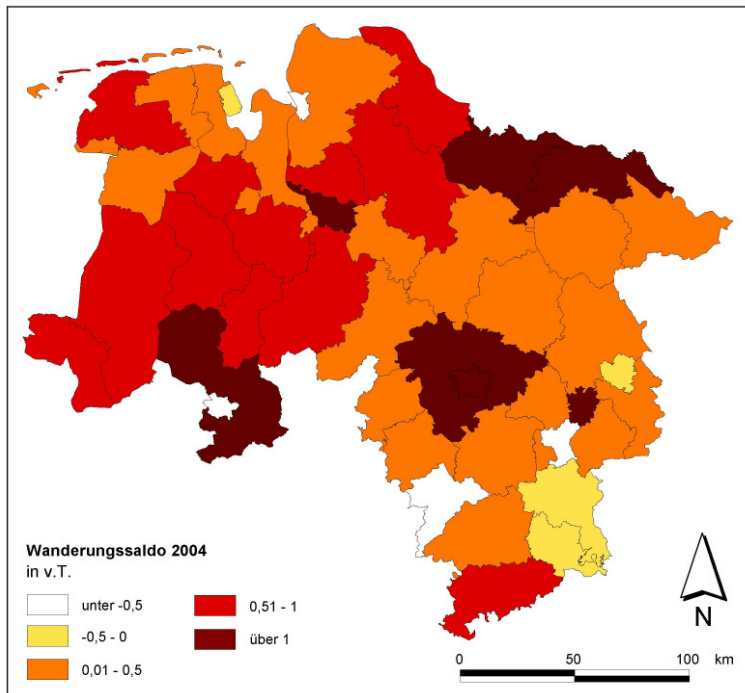 Wanderungssaldo 2004
in v.T.
unter -0,5
-0,5 - 0
0,01 - 0,5
0,51 - 1
über 1
N
0 50 100 km